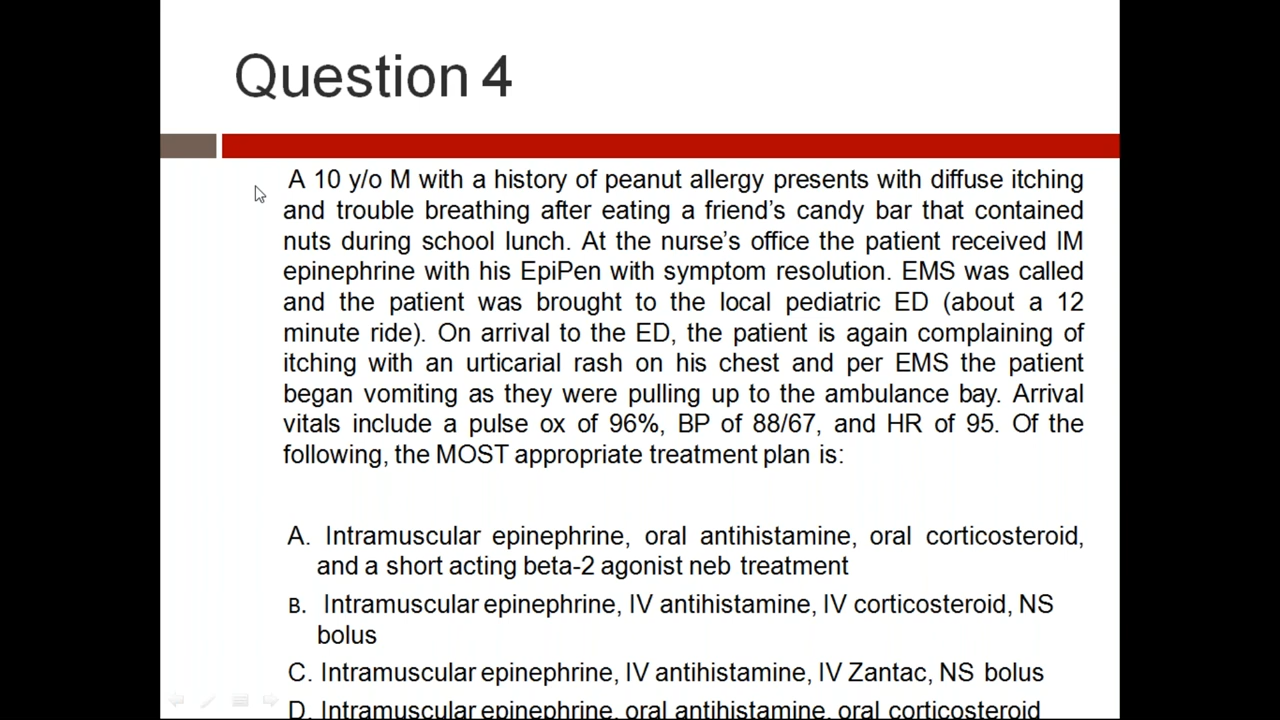 Question 4
A 10 y/o M with a history of peanut allergy presents with diffuse itching
and trouble breathing after eating a friend’s candy bar that contained
nuts during school lunch. At the nurse’s office the patient received IM
epinephrine with his EpiPen with symptom resolution. EMS was called
and the patient was brought to the local pediatric ED (about a 12
minute ride). On arrival to the ED, the patient is again complaining of
itching with an urticarial rash on his chest and per EMS the patient
began vomiting as they were pulling up to the ambulance bay. Arrival
vitals include a pulse ox of 96%, BP of 88/67, and HR of 95. Of the
following, the MOST appropriate treatment plan is:
A. Intramuscular epinephrine, oral antihistamine, oral corticosteroid,
and a short acting beta-2 agonist neb treatment
B. Intramuscular epinephrine, IV antihistamine, IV corticosteroid, NS
bolus
C. Intramuscular epinephrine, IV antihistamine, IV Zantac, NS bolus
D. Intramuscular epinephrine, oral antihistamine, oral corticosteroid